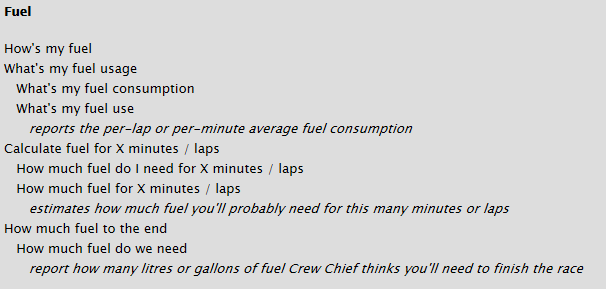 Fuel
How's my fuel
What's my fuel usage
What's my fuel consumption
What's my fuel use
reports the per-lap or per-minute average fuel consumption
Calculate fuel for X minutes / laps
How much fuel do I need for X minutes / laps
How much fuel for X minutes / laps
estimates how much fuel you'll probably need for this many minutes or laps
How much fuel to the end
How much fuel do we need
report how many litres or gallons of fuel Crew Chief thinks you'll need to finish the race